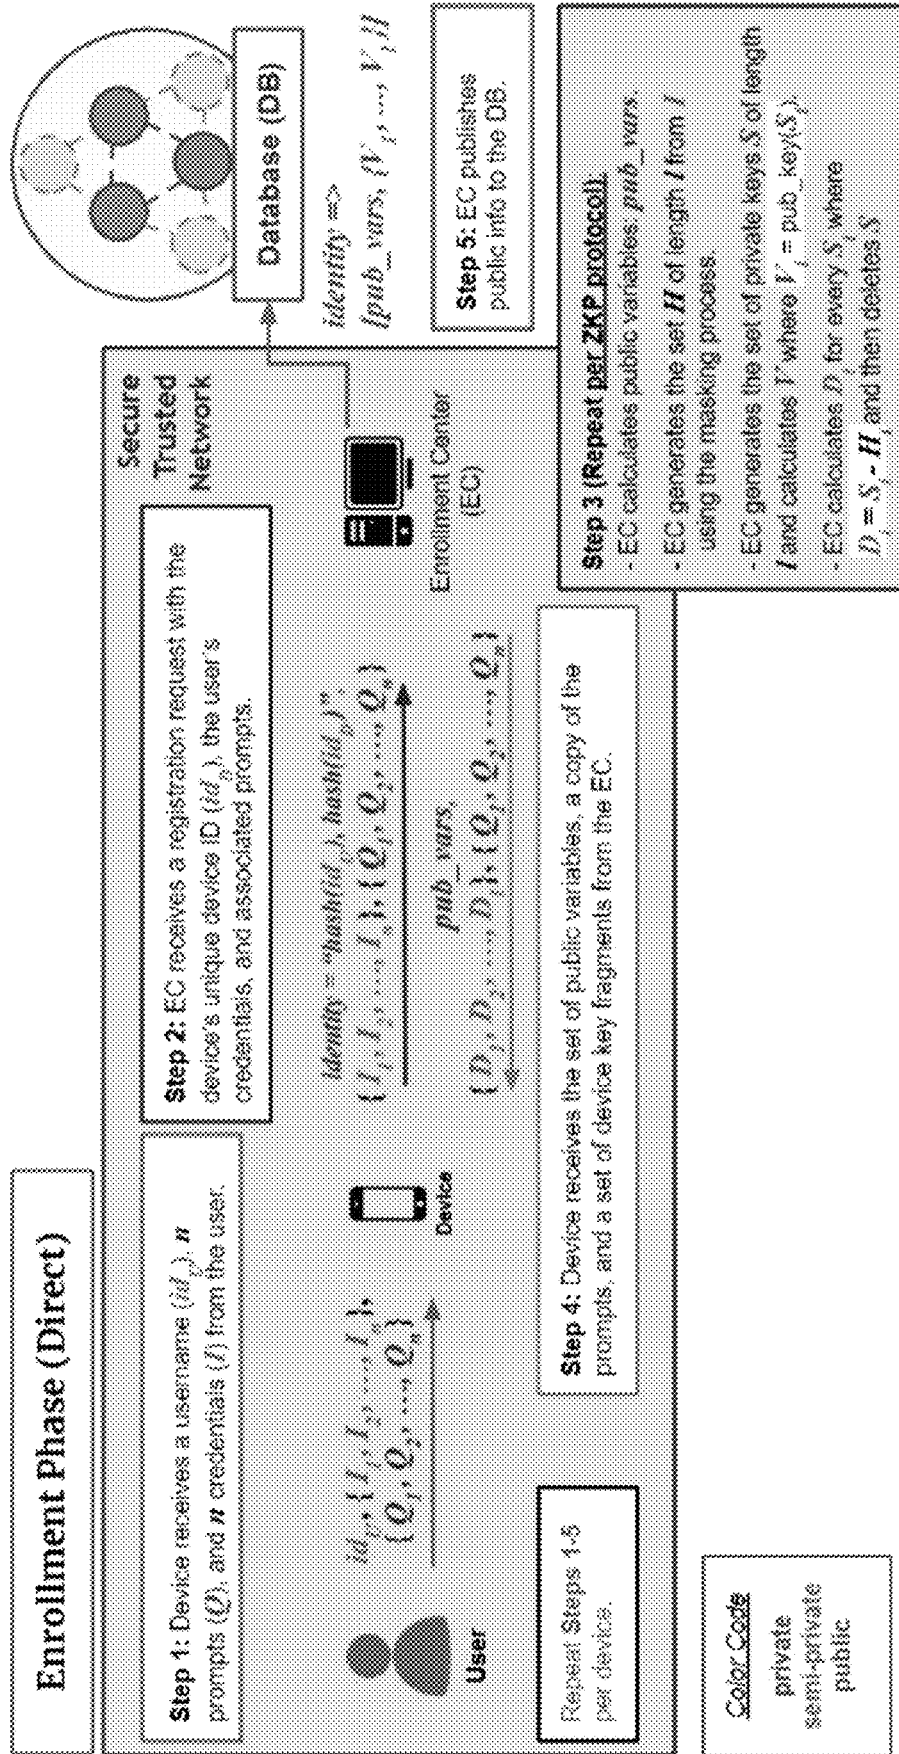 Enrollment Phase (Direct)
Step 1: Device receives a username (id_U), n
prompts (Q), and n credentials (I) from the user.
Step 2: EC receives a registration request with the
device's unique device ID (id_D), the user's
credentials, and associated prompts.
Secure
Trusted
Network
Database (DB)
identity =>
[pub_vars, {V_1, ..., V_l}]
id_U, {I_1, I_2, ..., I_n},
{Q_1, Q_2, ..., Q_n}
User
Device
identity = "hash(id_U), hash(id_D)",
{I_1, I_2, ..., I_n}, {Q_1, Q_2, ..., Q_n}
pub_vars,
{D_1, D_2, ..., D_l}, {Q_1, Q_2, ..., Q_n}
Enrollment Center
(EC)
Step 5: EC publishes
public info to the DB.
Repeat Steps 1-5
per device.
Step 4: Device receives the set of public variables, a copy of the
prompts, and a set of device key fragments from the EC.
Step 3 (Repeat per ZKP protocol)
- EC calculates public variables: pub_vars.
- EC generates the set H of length l from I
using the masking process.
- EC generates the set of private keys S of length
l and calculates V where V_i = pub_key(S_i).
- EC calculates D_i for every S_i where
D_i = S_i - H_i and then deletes S
Color Code
private
semi-private
public